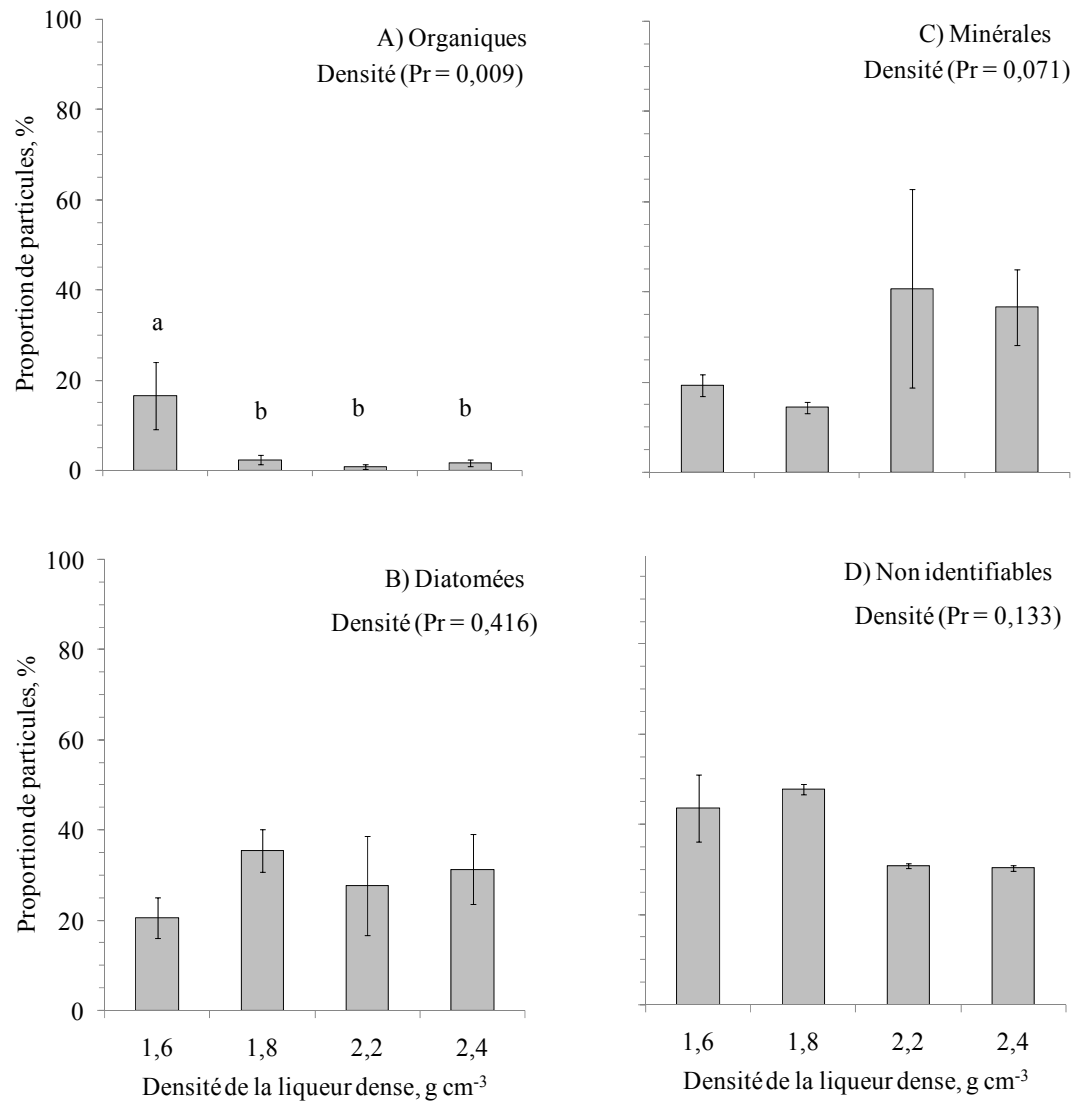 100
80
60
40
20
0
Proportion de particules, %
A) Organiques
Densité (Pr = 0,009)
a
b
b
b
C) Minérales
Densité (Pr = 0,071)
100
80
60
40
20
0
Proportion de particules, %
B) Diatomées
Densité (Pr = 0,416)
1,6 1,8 2,2 2,4
Densité de la liqueur dense, g cm-3
D) Non identifiables
Densité (Pr = 0,133)
1,6 1,8 2,2 2,4
Densité de la liqueur dense, g cm-3